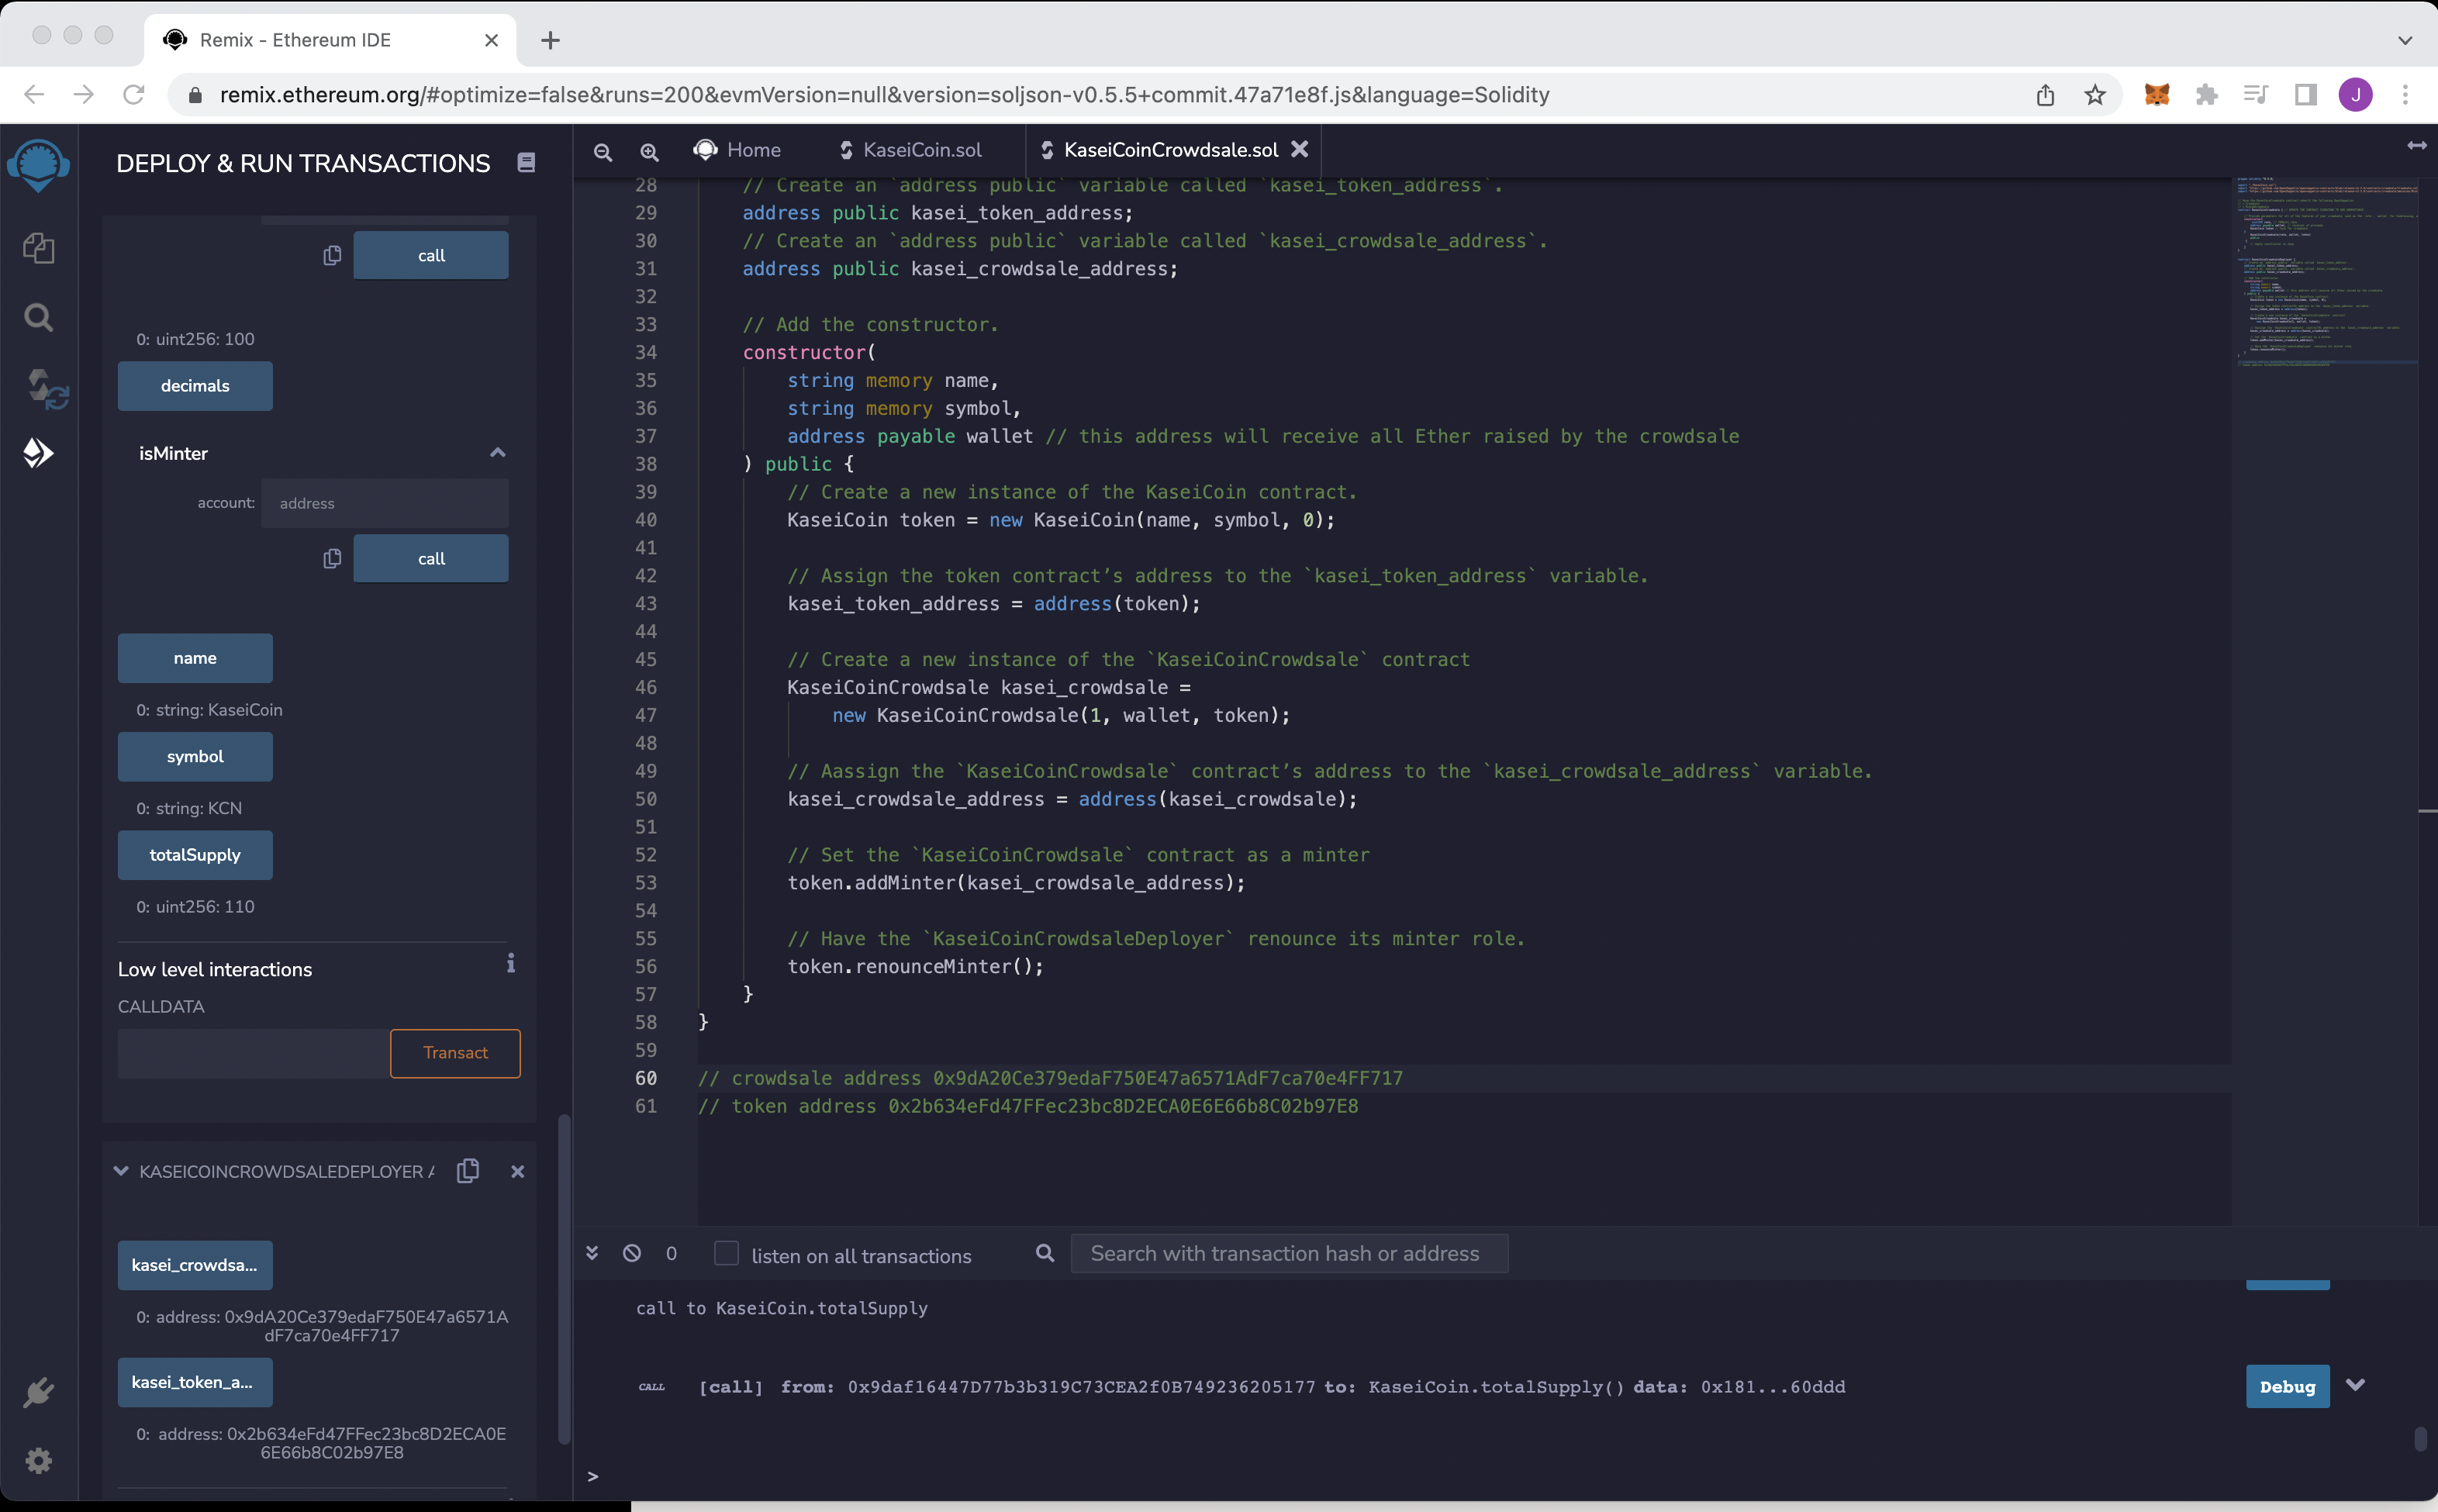 Remix - Ethereum IDE
remix.ethereum.org/#optimize=false&runs=200&evmVersion=null&version=soljson-v0.5.5+commit.47a71e8f.js&language=Solidity
J
DEPLOY & RUN TRANSACTIONS
call
0: uint256: 100
decimals
isMinter
account: address
call
name
0: string: KaseiCoin
symbol
0: string: KCN
totalSupply
0: uint256: 110
Low level interactions
i
CALLDATA
Transact
KASEICOINCROWDSALEDEPLOYER
kasei_crowdsa...
0: address: 0x9dA20Ce379edaF750E47a6571A
dF7ca70e4FF717
kasei_token_a...
0: address: 0x2b634eFd47FFec23bc8D2ECA0E
6E66b8C02b97E8
Home
KaseiCoin.sol
KaseiCoinCrowdsale.sol
28 // Create an `address public` variable called `kasei_token_address`.
29 address public kasei_token_address;
30 // Create an `address public` variable called `kasei_crowdsale_address`.
31 address public kasei_crowdsale_address;
32
33 // Add the constructor.
34 constructor(
35 string memory name,
36 string memory symbol,
37 address payable wallet // this address will receive all Ether raised by the crowdsale
38 ) public {
39 // Create a new instance of the KaseiCoin contract.
40 KaseiCoin token = new KaseiCoin(name, symbol, 0);
41
42 // Assign the token contract’s address to the `kasei_token_address` variable.
43 kasei_token_address = address(token);
44
45 // Create a new instance of the `KaseiCoinCrowdsale` contract
46 KaseiCoinCrowdsale kasei_crowdsale =
47 new KaseiCoinCrowdsale(1, wallet, token);
48
49 // Aassign the `KaseiCoinCrowdsale` contract’s address to the `kasei_crowdsale_address` variable.
50 kasei_crowdsale_address = address(kasei_crowdsale);
51
52 // Set the `KaseiCoinCrowdsale` contract as a minter
53 token.addMinter(kasei_crowdsale_address);
54
55 // Have the `KaseiCoinCrowdsaleDeployer` renounce its minter role.
56 token.renounceMinter();
57 }
58 }
59
60 // crowdsale address 0x9dA20Ce379edaF750E47a6571AdF7ca70e4FF717
61 // token address 0x2b634eFd47FFec23bc8D2ECA0E6E66b8C02b97E8
0 listen on all transactions Search with transaction hash or address
call to KaseiCoin.totalSupply
CALL [call] from: 0x9daf16447D77b3b319C73CEA2f0B749236205177 to: KaseiCoin.totalSupply() data: 0x181...60ddd
Debug
>